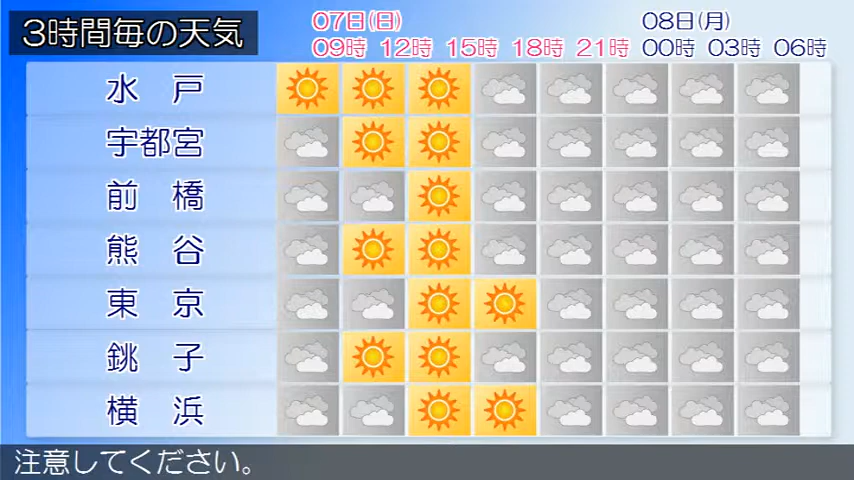 3時間毎の天気
07日(日) 08日(月)
09時 12時 15時 18時 21時 00時 03時 06時
水戸
宇都宮
前橋
熊谷
東京
銚子
横浜
注意してください。